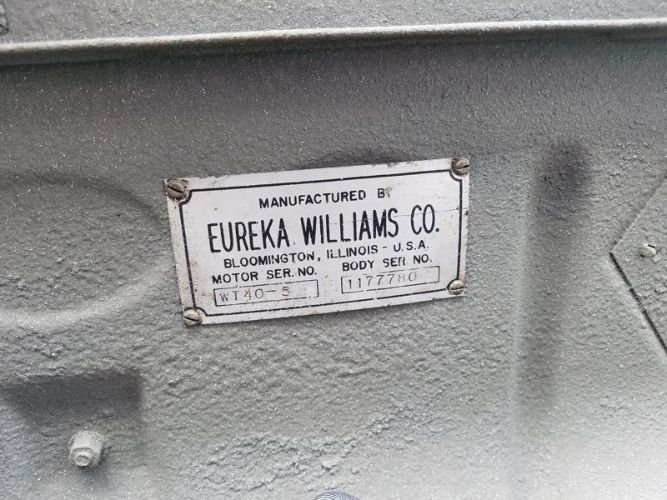 MANUFACTURED BY
EUREKA WILLIAMS CO.
BLOOMINGTON, ILLINOIS - U.S.A.
MOTOR SER. NO. BODY SER. NO.
WT40-5 1177780